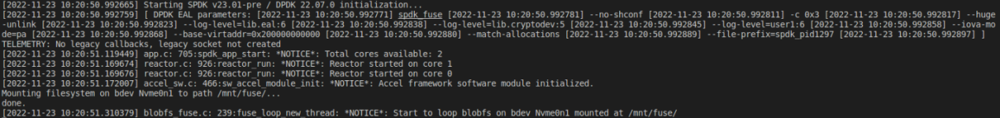 [2022-11-23 10:20:50.992665] Starting SPDK v23.01-pre / DPDK 22.07.0 initialization...
[2022-11-23 10:20:50.992759] [ DPDK EAL parameters: [2022-11-23 10:20:50.992771] spdk_fuse [2022-11-23 10:20:50.992781] --no-shconf [2022-11-23 10:20:50.992811] -c 0x3 [2022-11-23 10:20:50.992817] --huge
-unlink [2022-11-23 10:20:50.992823] --log-level=lib.eal:6 [2022-11-23 10:20:50.992838] --log-level=lib.cryptodev:5 [2022-11-23 10:20:50.992845] --log-level=user1:6 [2022-11-23 10:20:50.992858] --iova-mo
de=pa [2022-11-23 10:20:50.992868] --base-virtaddr=0x200000000000 [2022-11-23 10:20:50.992880] --match-allocations [2022-11-23 10:20:50.992889] --file-prefix=spdk_pid1297 [2022-11-23 10:20:50.992897] ]
TELEMETRY: No legacy callbacks, legacy socket not created
[2022-11-23 10:20:51.119449] app.c: 705:spdk_app_start: *NOTICE*: Total cores available: 2
[2022-11-23 10:20:51.169674] reactor.c: 926:reactor_run: *NOTICE*: Reactor started on core 1
[2022-11-23 10:20:51.169676] reactor.c: 926:reactor_run: *NOTICE*: Reactor started on core 0
[2022-11-23 10:20:51.172007] accel_sw.c: 466:sw_accel_module_init: *NOTICE*: Accel framework software module initialized.
Mounting filesystem on bdev Nvme0n1 to path /mnt/fuse/...
done.
[2022-11-23 10:20:51.310379] blobfs_fuse.c: 239:fuse_loop_new_thread: *NOTICE*: Start to loop blobfs on bdev Nvme0n1 mounted at /mnt/fuse/